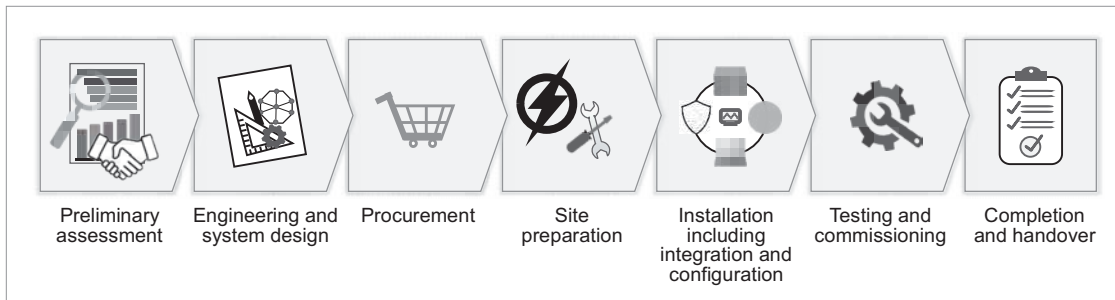 Preliminary
assessment
Engineering and
system design
Procurement
Site
preparation
Installation
including
integration and
configuration
Testing and
commissioning
Completion
and handover